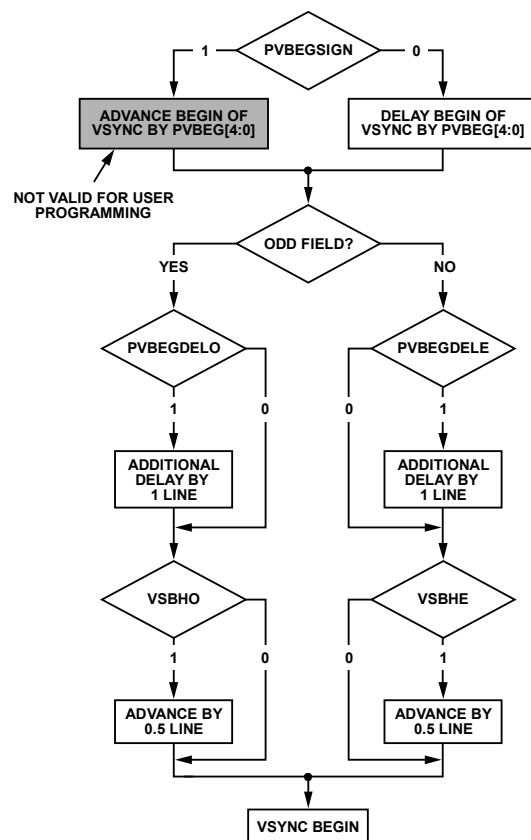 PVBEGSIGN
1
0
ADVANCE BEGIN OF
VSYNC BY PVBEG[4:0]
DELAY BEGIN OF
VSYNC BY PVBEG[4:0]
NOT VALID FOR USER
PROGRAMMING
ODD FIELD?
YES
NO
PVBEGDELO
PVBEGDELE
1
0
0
1
ADDITIONAL
DELAY BY
1 LINE
ADDITIONAL
DELAY BY
1 LINE
VSBHO
VSBHE
1
0
0
1
ADVANCE BY
0.5 LINE
ADVANCE BY
0.5 LINE
VSYNC BEGIN